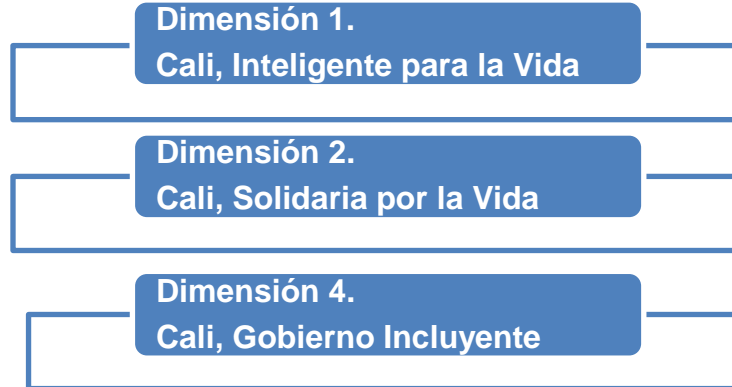 Dimensión 1.
Cali, Inteligente para la Vida
Dimensión 2.
Cali, Solidaria por la Vida
Dimensión 4.
Cali, Gobierno Incluyente